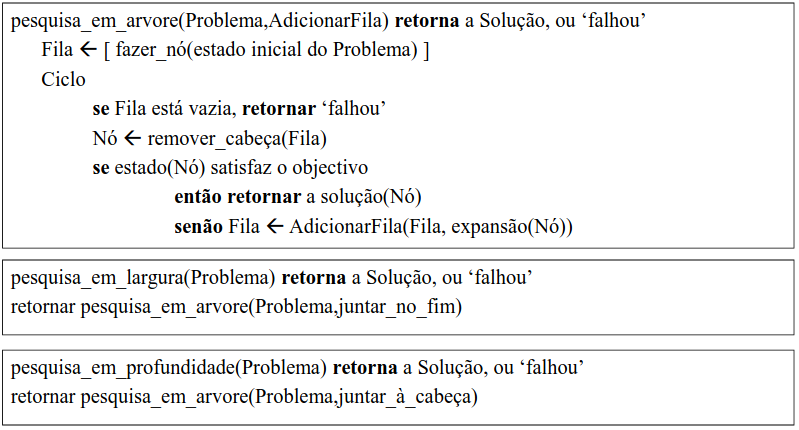 pesquisa_em_arvore(Problema,AdicionarFila) retorna a Solução, ou ‘falhou’
Fila ← [ fazer_nó(estado inicial do Problema) ]
Ciclo
se Fila está vazia, retornar ‘falhou’
Nó ← remover_cabeça(Fila)
se estado(Nó) satisfaz o objectivo
então retornar a solução(Nó)
senão Fila ← AdicionarFila(Fila, expansão(Nó))
pesquisa_em_largura(Problema) retorna a Solução, ou ‘falhou’
retornar pesquisa_em_arvore(Problema,juntar_no_fim)
pesquisa_em_profundidade(Problema) retorna a Solução, ou ‘falhou’
retornar pesquisa_em_arvore(Problema,juntar_à_cabeça)